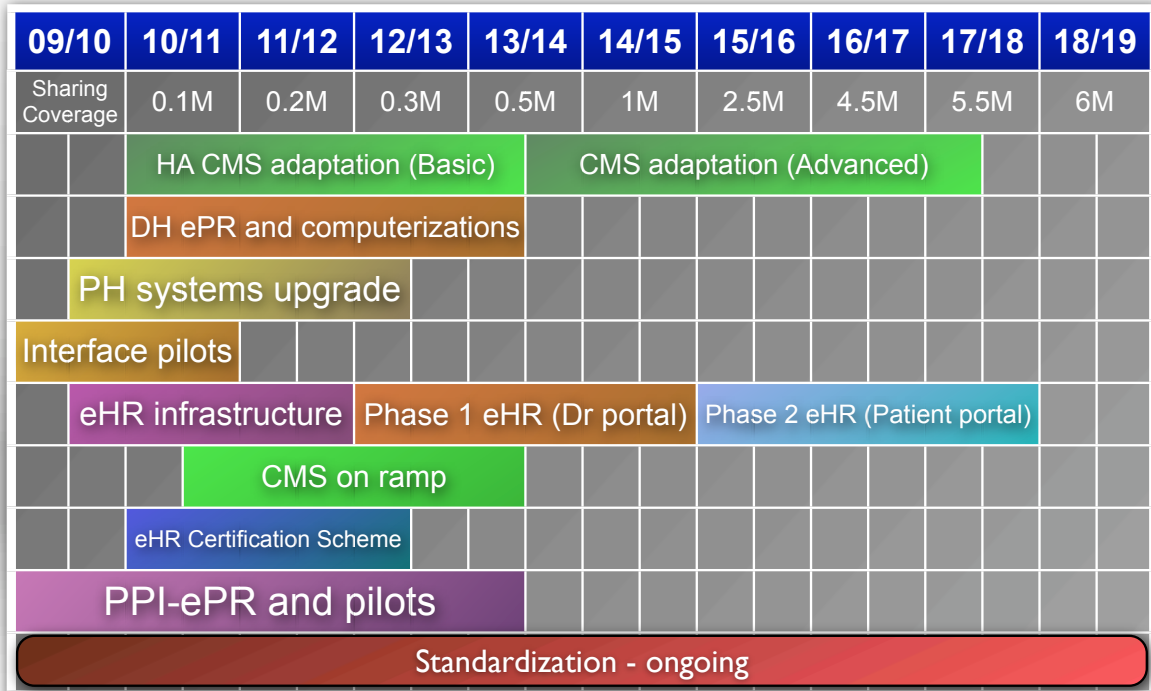 09/10 10/11 11/12 12/13 13/14 14/15 15/16 16/17 17/18 18/19
Sharing
Coverage 0.1M 0.2M 0.3M 0.5M 1M 2.5M 4.5M 5.5M 6M
HA CMS adaptation (Basic) CMS adaptation (Advanced)
DH ePR and computerizations
PH systems upgrade
Interface pilots
eHR infrastructure Phase 1 eHR (Dr portal) Phase 2 eHR (Patient portal)
CMS on ramp
eHR Certification Scheme
PPI-ePR and pilots
Standardization - ongoing